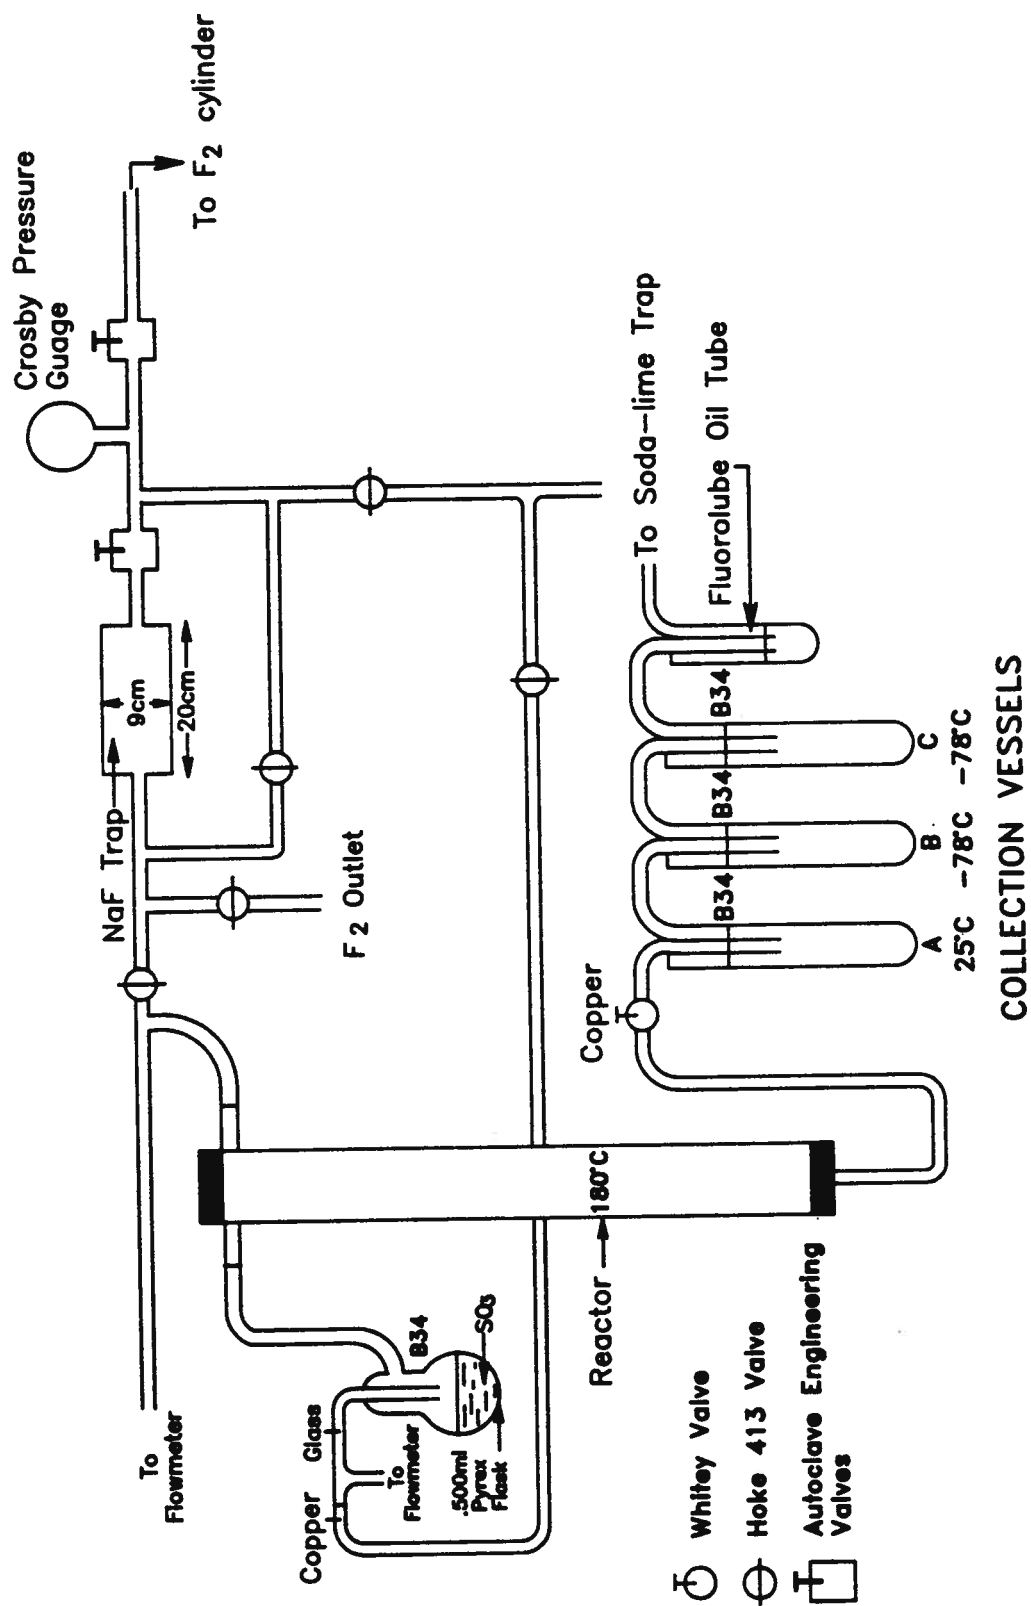 Crosby Pressure
Guage
To F2 cylinder
NaF Trap
9cm
20cm
F2 Outlet
To
Flowmeter
Copper
Glass
To
Flowmeter
B34
.500ml
Pyrex
Flask
SO3
Reactor
180°C
Copper
To Soda-lime Trap
Fluorolube Oil Tube
B34
B34
B34
A
B
C
25°C
-78°C
-78°C
COLLECTION VESSELS
Whitey Valve
Hoke 413 Valve
Autoclave Engineering
Valves